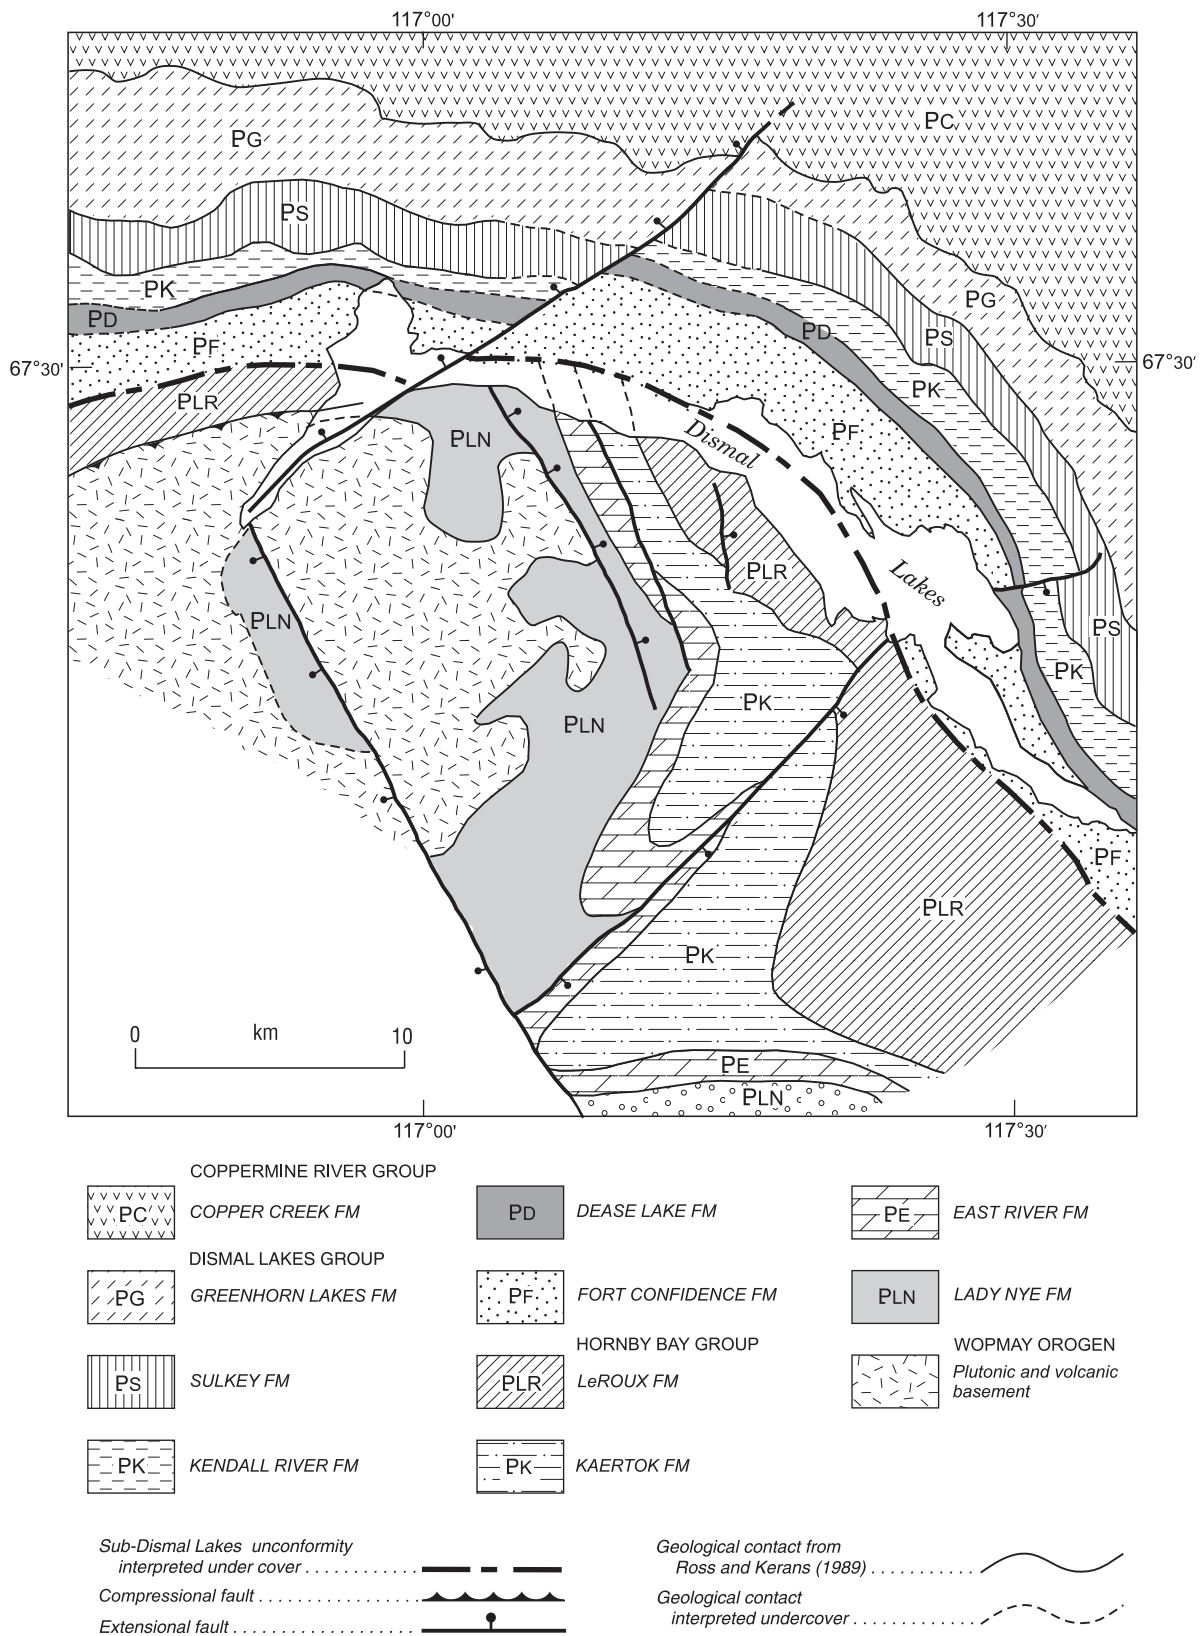 117°00'
117°30'
PC
PG
PS
PG
PK
PD
PD
PS
67°30'
67°30'
PF
PK
PLR
PLN
Dismal
PF
PLR
Lakes
PLN
PS
PK
PK
PLN
PF
PLR
PK
0
km
10
PE
PLN
117°00'
117°30'
COPPERMINE RIVER GROUP
PC
COPPER CREEK FM
PD
DEASE LAKE FM
PE
EAST RIVER FM
DISMAL LAKES GROUP
PG
GREENHORN LAKES FM
PF
FORT CONFIDENCE FM
PLN
LADY NYE FM
HORNBY BAY GROUP
WOPMAY OROGEN
PS
SULKEY FM
PLR
LeROUX FM
Plutonic and volcanic
basement
PK
KENDALL RIVER FM
PK
KAERTOK FM
Sub-Dismal Lakes unconformity
interpreted under cover
Compressional fault
Extensional fault
Geological contact from
Ross and Kerans (1989)
Geological contact
interpreted undercover